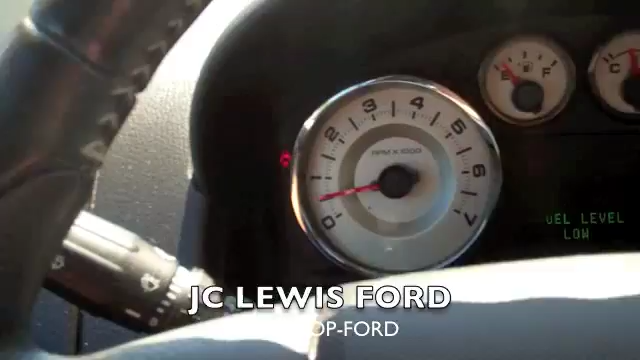 0 1 2 3 4 5 6 7
RPM X 1000
E F
C
UEL LEVEL
LOW
JC LEWIS FORD
OP-FORD